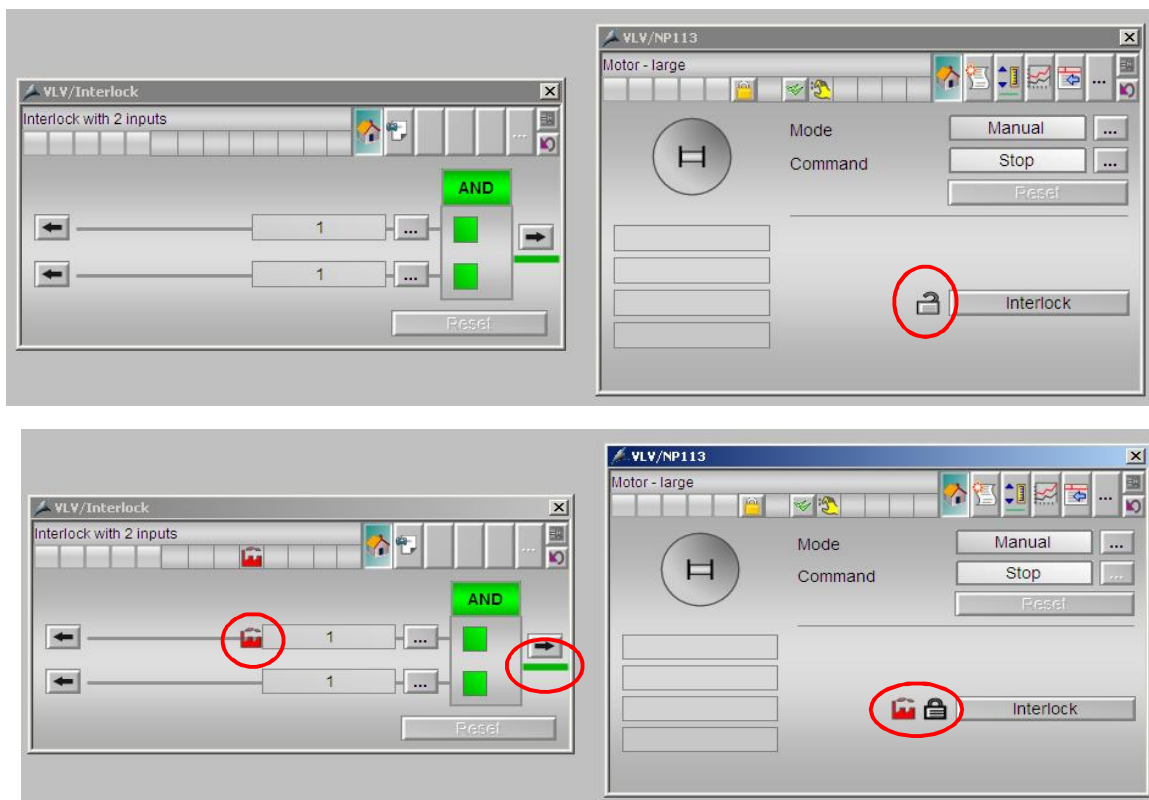 VLV/NP113
Motor - large
...
Mode
Manual
...
Command
Stop
...
Reset
Interlock
VLV/Interlock
Interlock with 2 inputs
...
AND
1
...
1
...
Reset
VLV/NP113
Motor - large
...
Mode
Manual
...
Command
Stop
...
Reset
Interlock
VLV/Interlock
Interlock with 2 inputs
...
AND
1
...
1
...
Reset